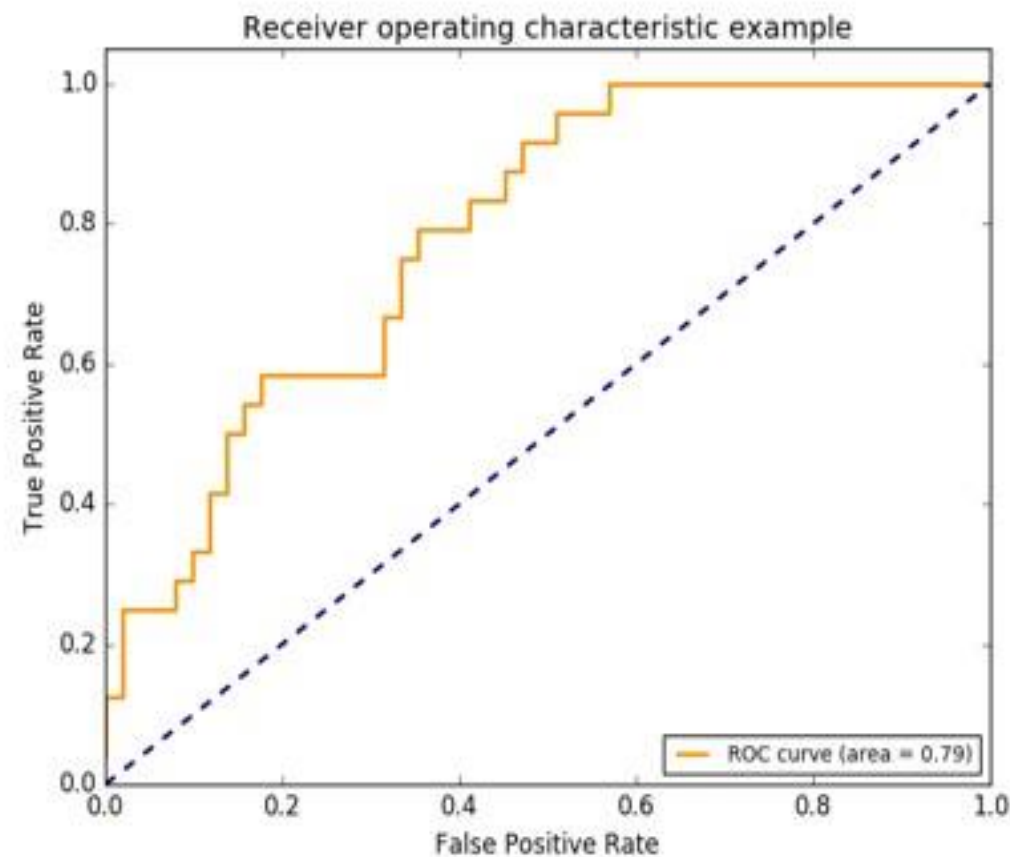 Receiver operating characteristic example
1.0
0.8
0.6
0.4
0.2
0.0
True Positive Rate
0.0 0.2 0.4 0.6 0.8 1.0
False Positive Rate
ROC curve (area = 0.79)